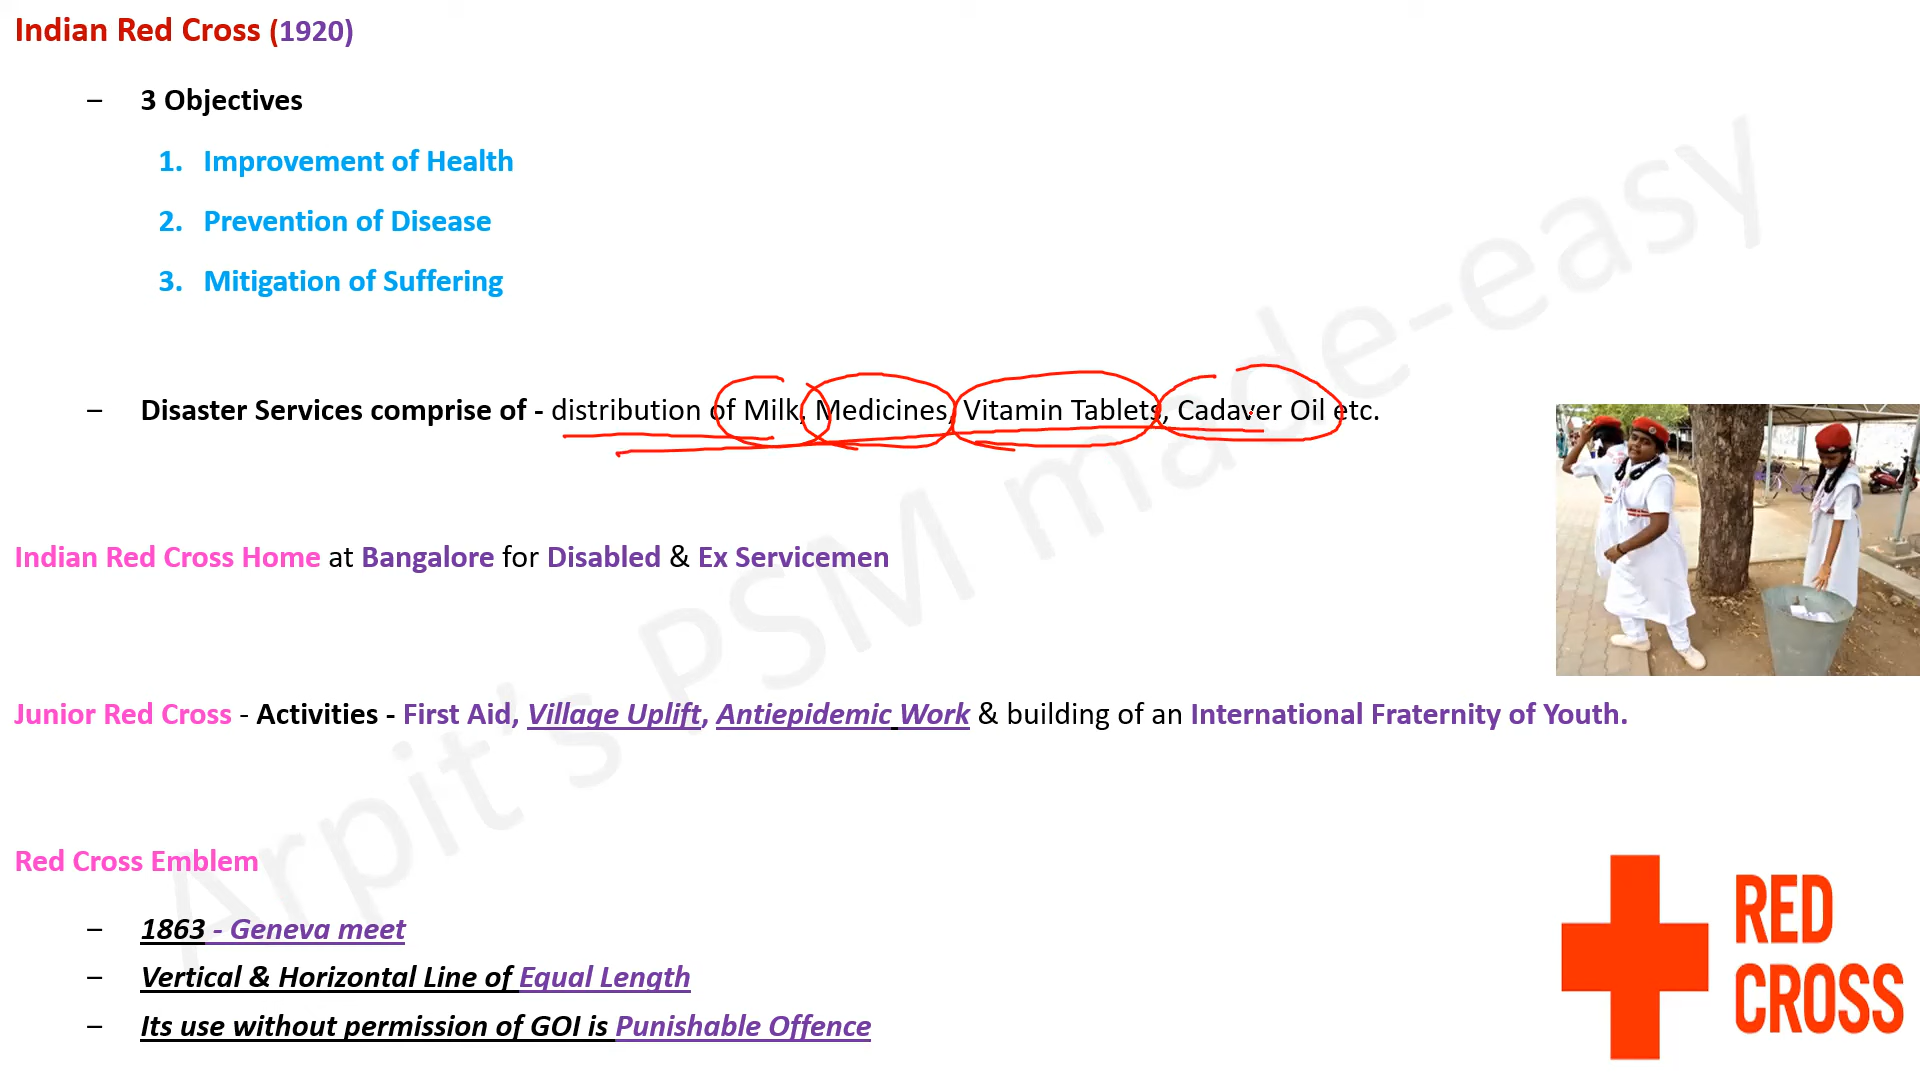 Indian Red Cross (1920)
– 3 Objectives
1. Improvement of Health
2. Prevention of Disease
3. Mitigation of Suffering
– Disaster Services comprise of - distribution of Milk, Medicines, Vitamin Tablets, Cadaver Oil etc.
Indian Red Cross Home at Bangalore for Disabled & Ex Servicemen
Junior Red Cross - Activities - First Aid, Village Uplift, Antiepidemic Work & building of an International Fraternity of Youth.
Red Cross Emblem
– 1863 - Geneva meet
– Vertical & Horizontal Line of Equal Length
– Its use without permission of GOI is Punishable Offence
RED
CROSS
Arpit's PSM made-easy